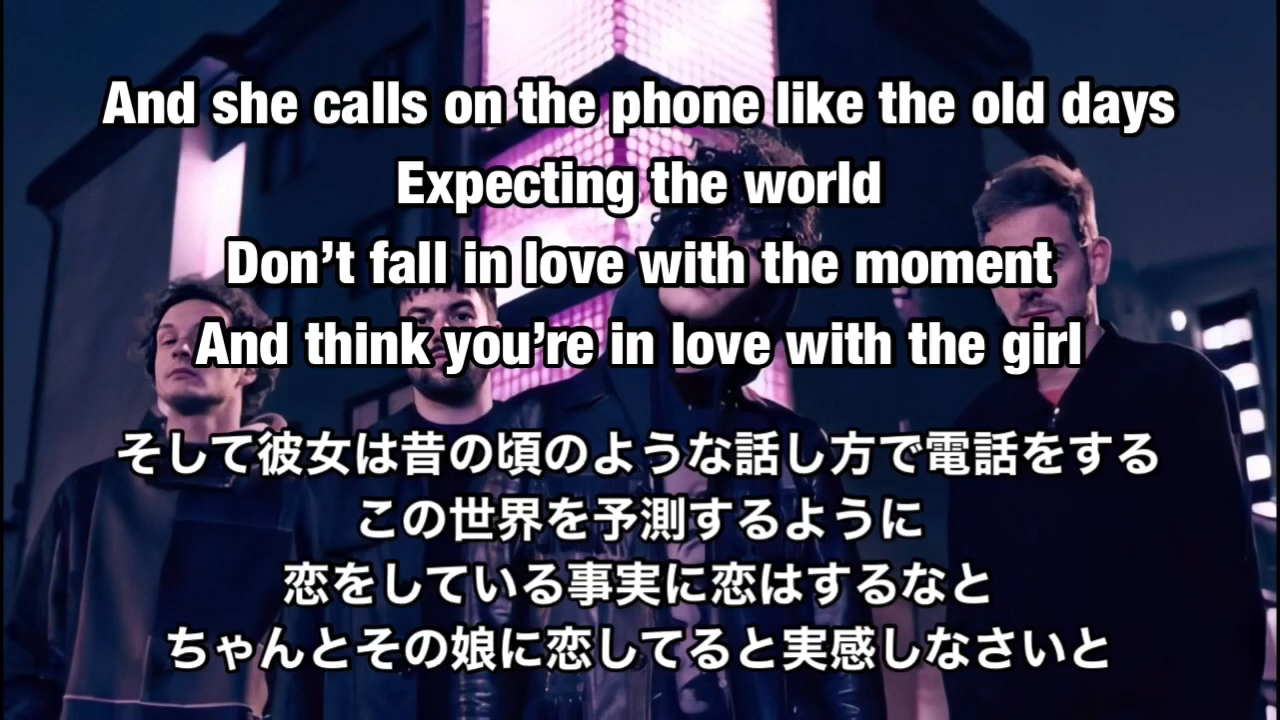 And she calls on the phone like the old days
Expecting the world
Don’t fall in love with the moment
And think you’re in love with the girl
そして彼女は昔の頃のような話し方で電話をする
この世界を予測するように
恋をしている事実に恋はするなと
ちゃんとその娘に恋してると実感しなさいと